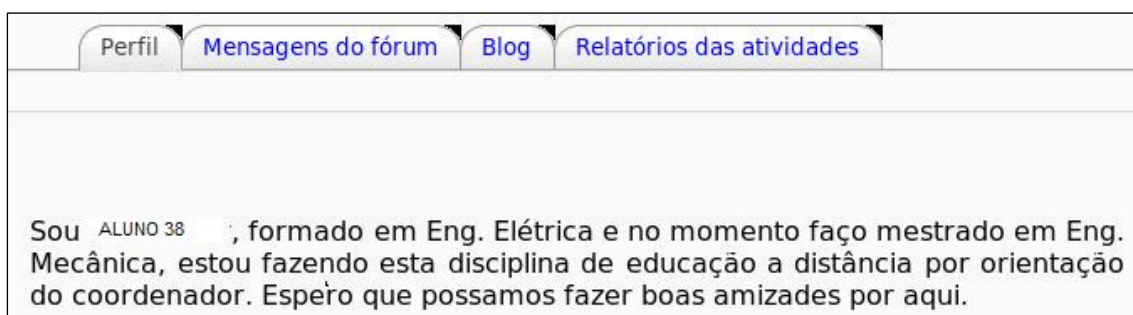 Perfil Mensagens do fórum Blog Relatórios das atividades
Sou ALUNO 38 , formado em Eng. Elétrica e no momento faço mestrado em Eng.
Mecânica, estou fazendo esta disciplina de educação a distância por orientação
do coordenador. Espero que possamos fazer boas amizades por aqui.